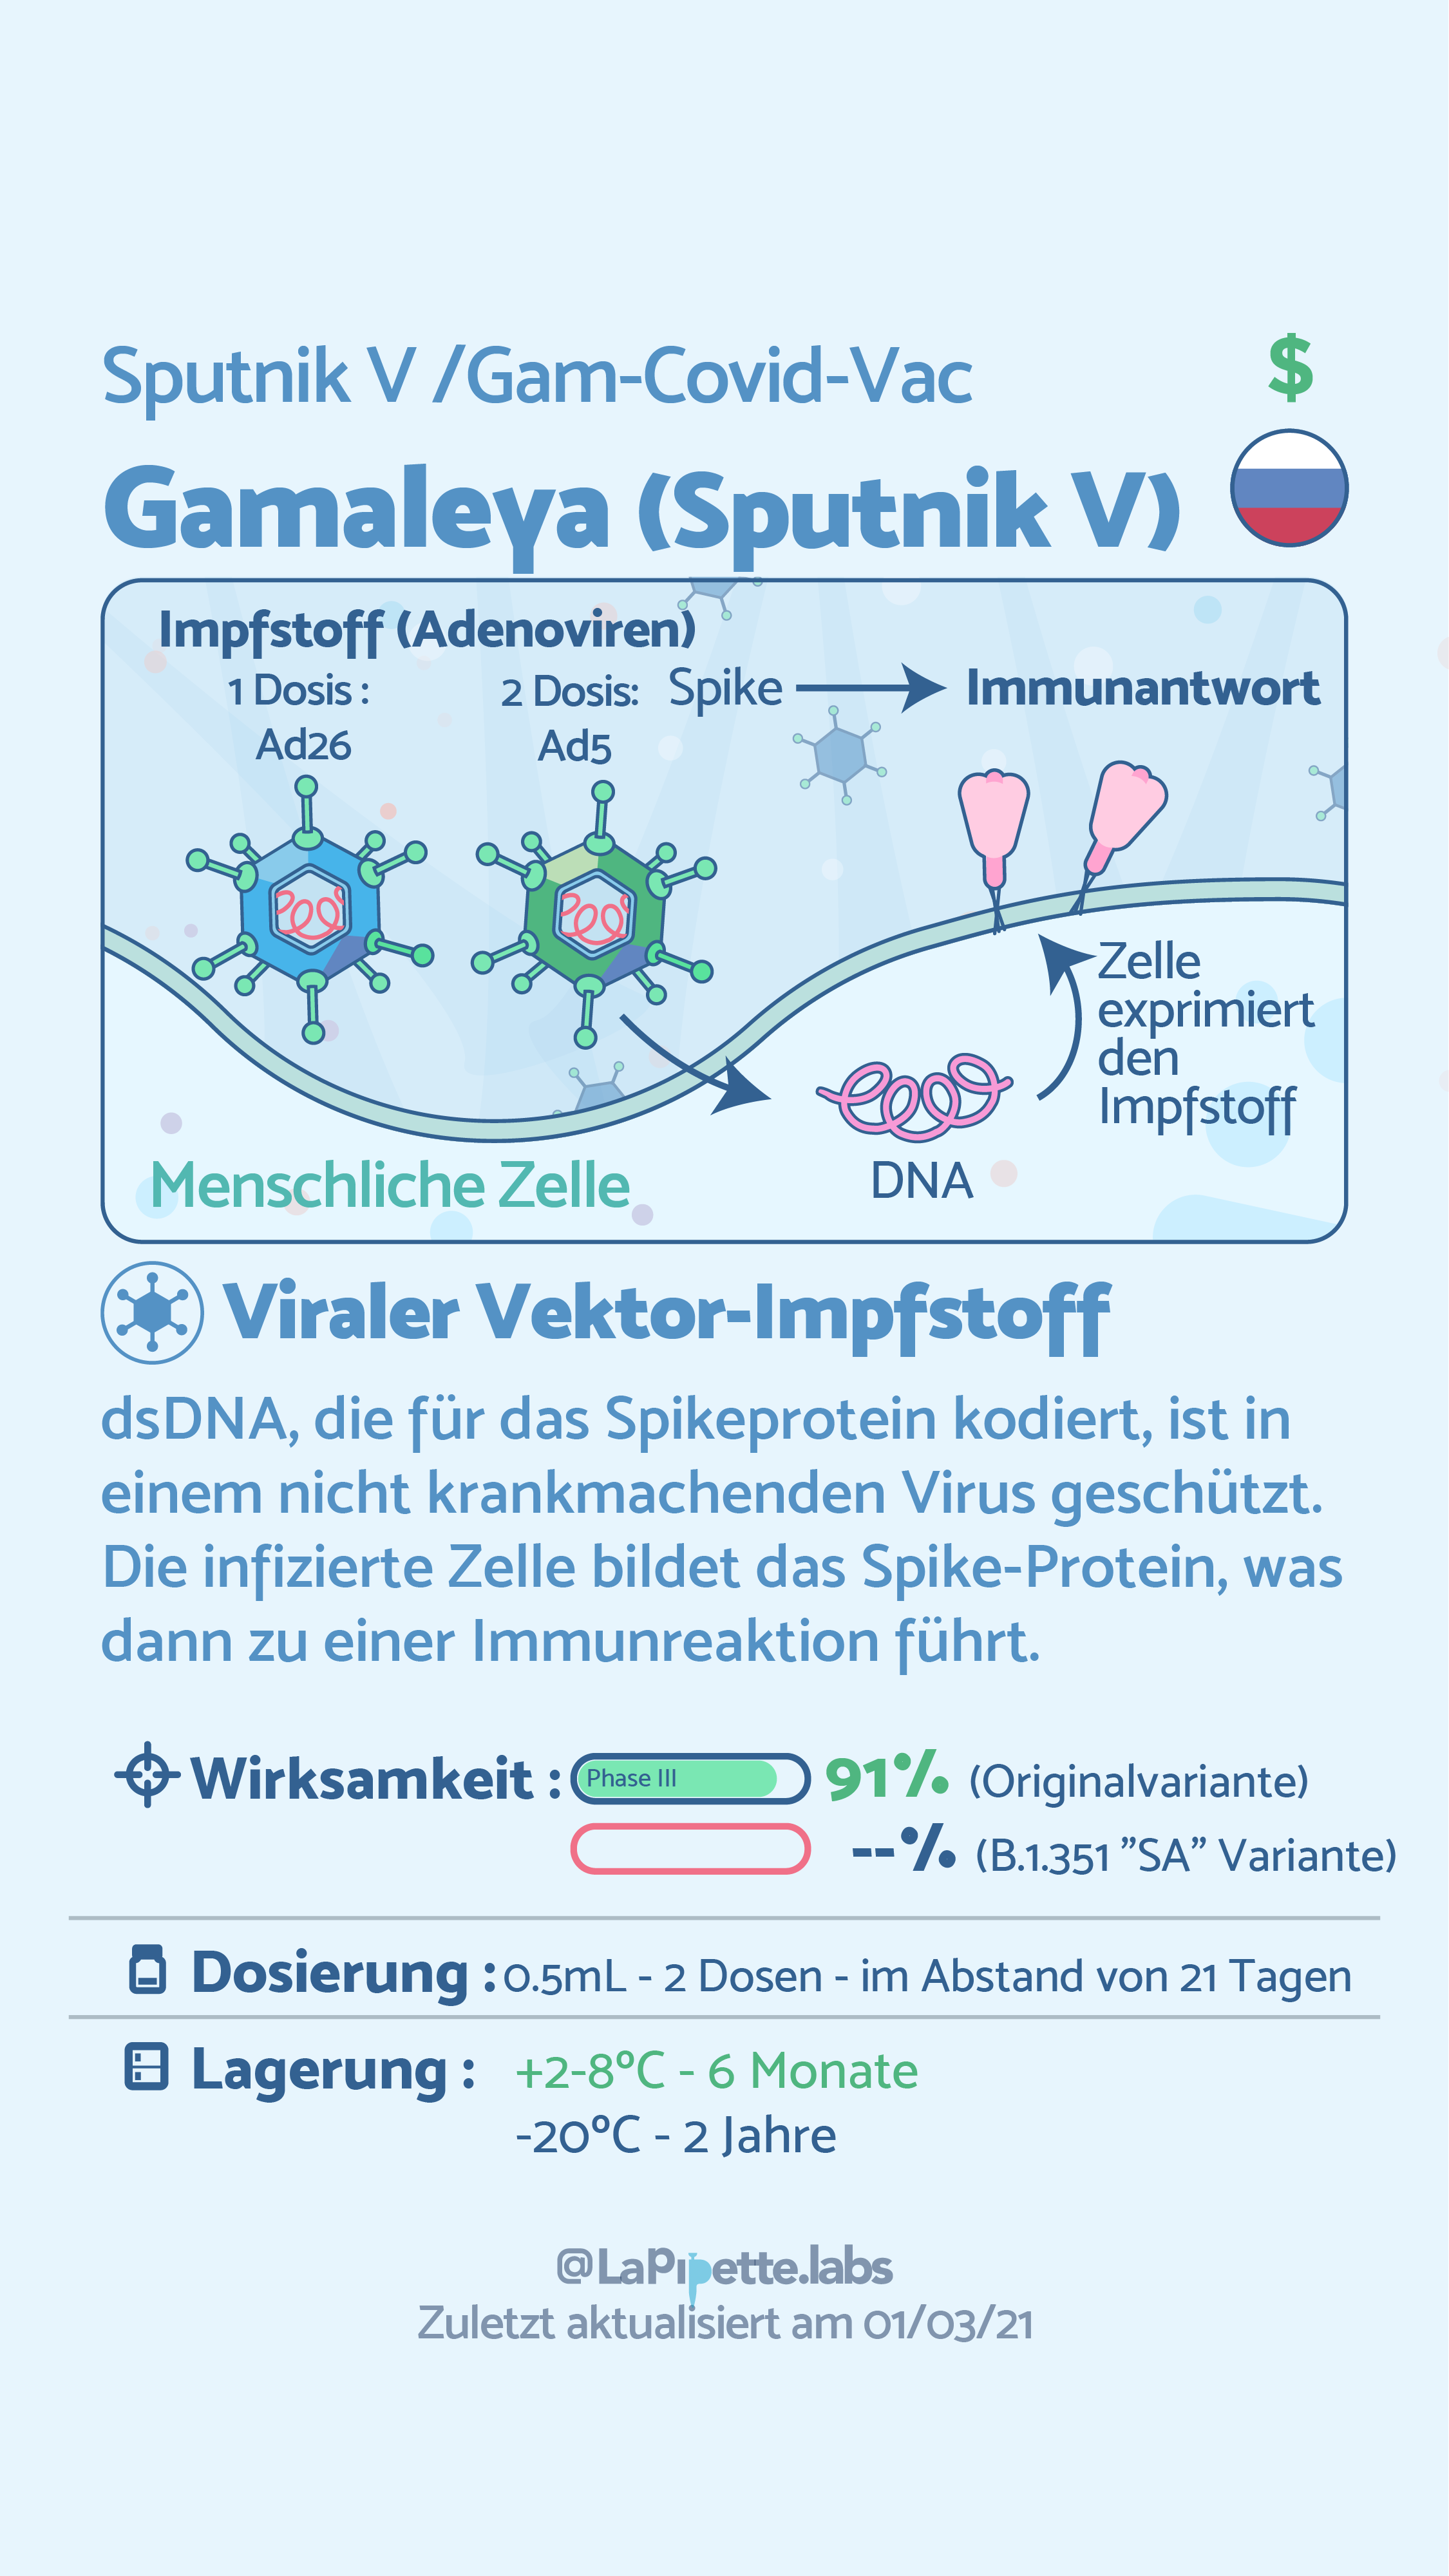 Sputnik V /Gam-Covid-Vac
$
Gamaleya (Sputnik V)
Impfstoff (Adenoviren)
1 Dosis :
Ad26
2 Dosis:
Ad5
Spike
Immunantwort
Zelle
exprimiert
den
Impfstoff
DNA
Menschliche Zelle
Viraler Vektor-Impfstoff
dsDNA, die für das Spikeprotein kodiert, ist in
einem nicht krankmachenden Virus geschützt.
Die infizierte Zelle bildet das Spike-Protein, was
dann zu einer Immunreaktion führt.
Wirksamkeit : Phase III 91% (Originalvariante)
--% (B.1.351 ”SA” Variante)
Dosierung : 0.5mL - 2 Dosen - im Abstand von 21 Tagen
Lagerung : +2-8ºC - 6 Monate
-20ºC - 2 Jahre
@LaPipette.labs
Zuletzt aktualisiert am 01/03/21